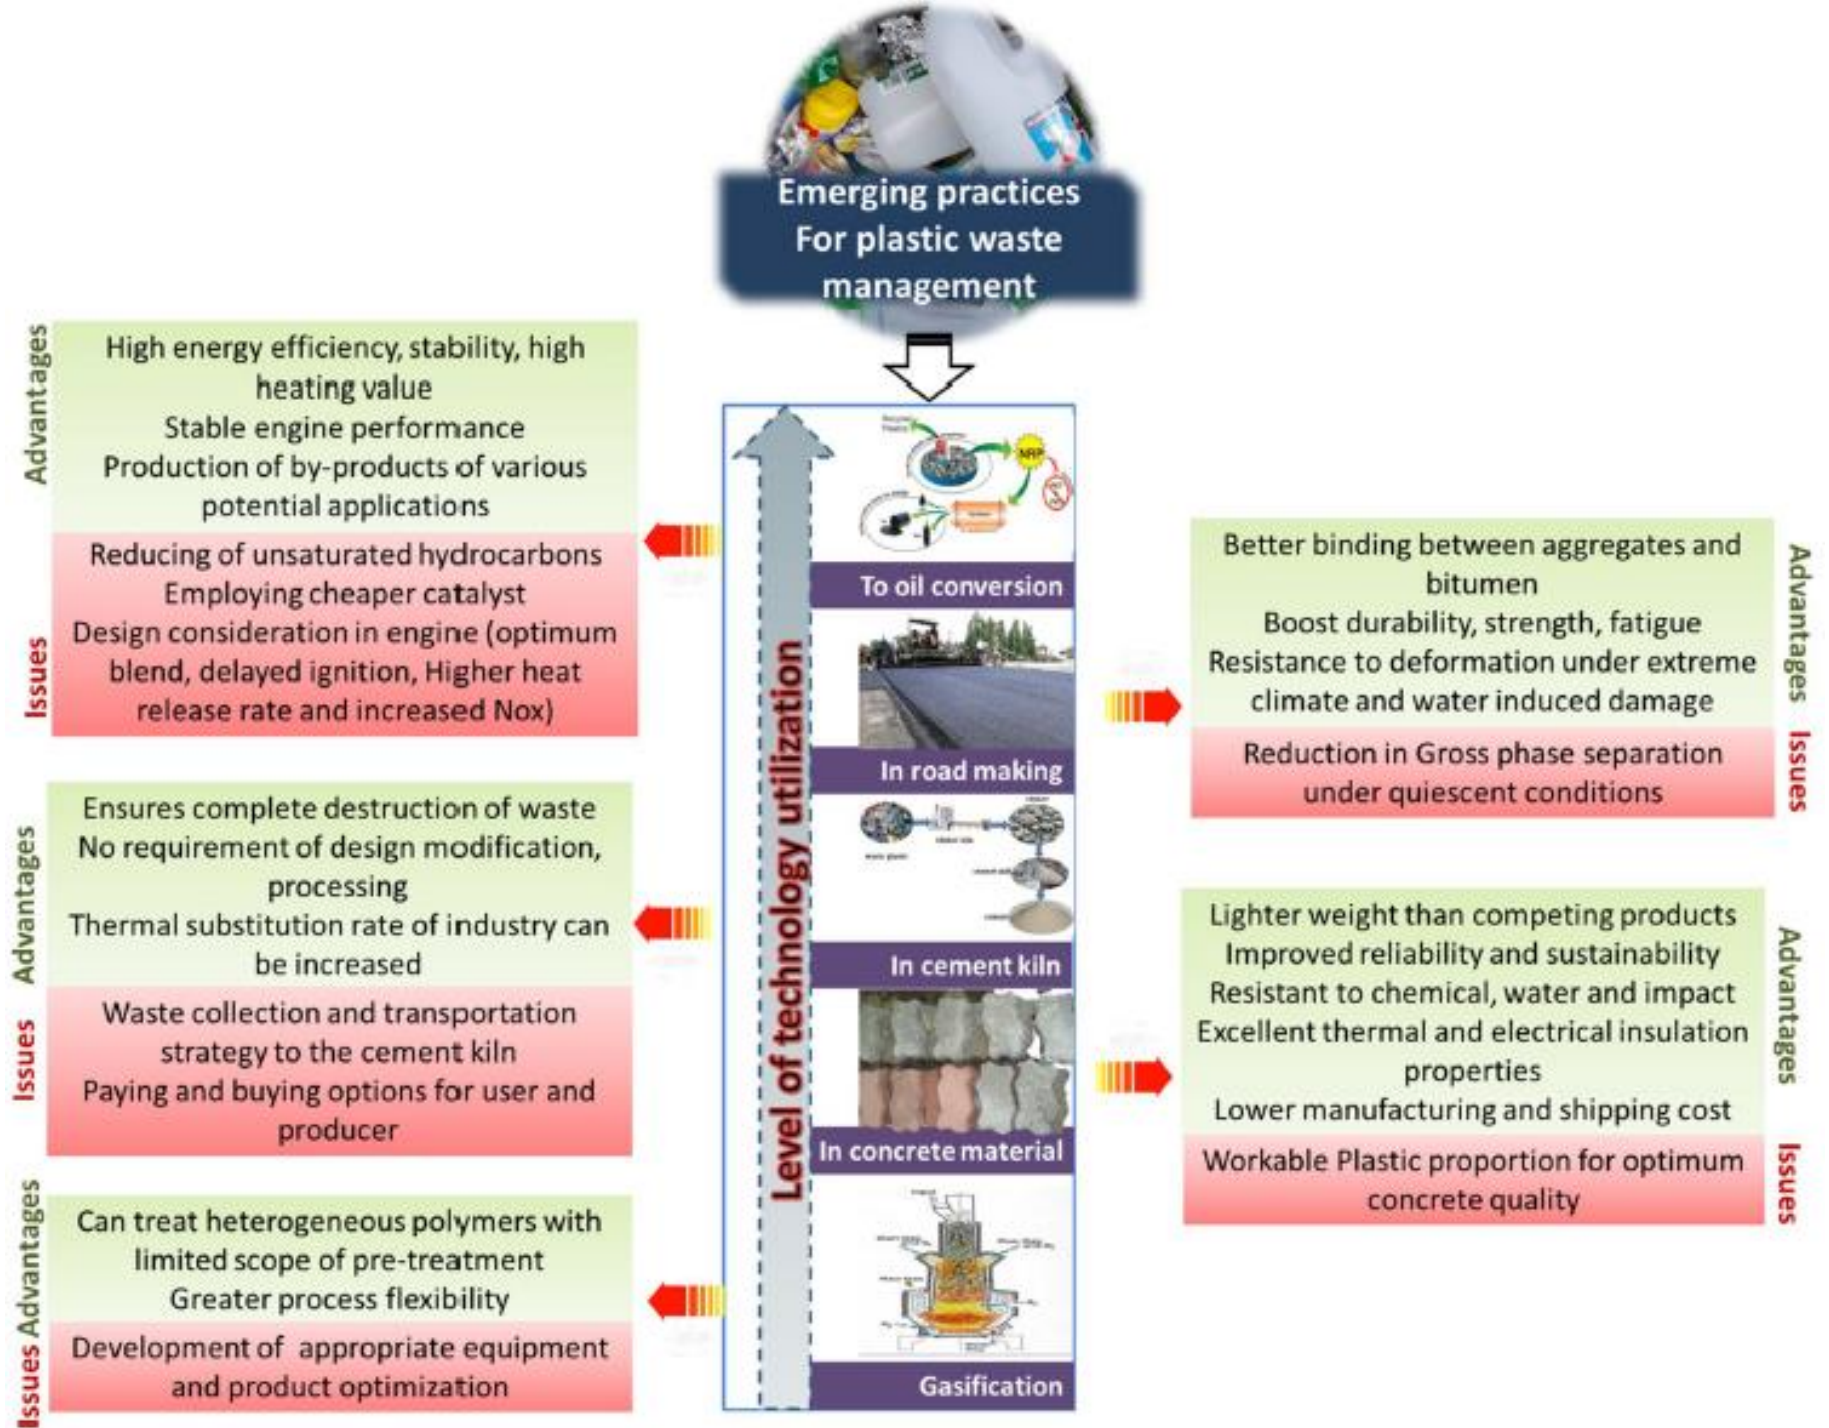 Emerging practices
For plastic waste
management
Advantages
High energy efficiency, stability, high
heating value
Stable engine performance
Production of by-products of various
potential applications
Issues
Reducing of unsaturated hydrocarbons
Employing cheaper catalyst
Design consideration in engine (optimum
blend, delayed ignition, Higher heat
release rate and increased Nox)
Advantages
Ensures complete destruction of waste
No requirement of design modification,
processing
Thermal substitution rate of industry can
be increased
Issues
Waste collection and transportation
strategy to the cement kiln
Paying and buying options for user and
producer
Advantages
Can treat heterogeneous polymers with
limited scope of pre-treatment
Greater process flexibility
Issues
Development of appropriate equipment
and product optimization
Level of technology utilization
NRP
To oil conversion
In road making
In cement kiln
In concrete material
Gasification
Better binding between aggregates and
bitumen
Boost durability, strength, fatigue
Resistance to deformation under extreme
climate and water induced damage
Advantages
Reduction in Gross phase separation
under quiescent conditions
Issues
Lighter weight than competing products
Improved reliability and sustainability
Resistant to chemical, water and impact
Excellent thermal and electrical insulation
properties
Lower manufacturing and shipping cost
Advantages
Workable Plastic proportion for optimum
concrete quality
Issues